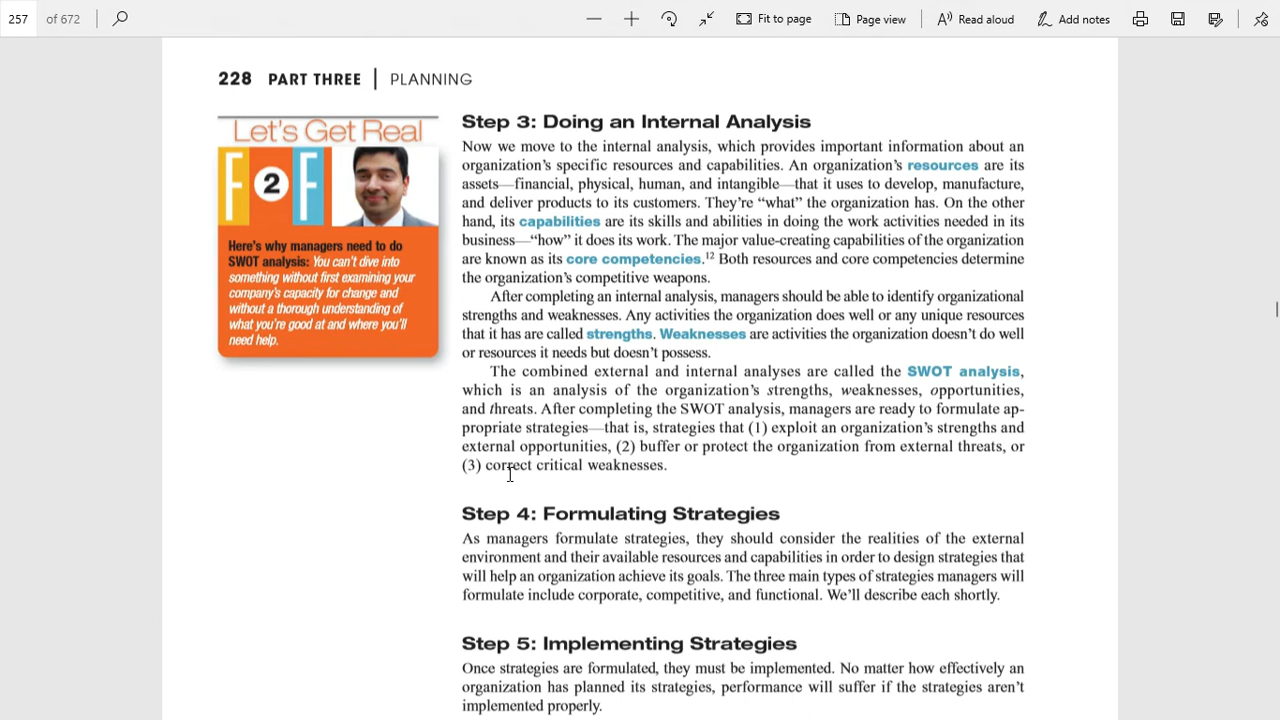 257 of 672
Fit to page
Page view
Read aloud
Add notes
228 PART THREE | PLANNING
Let's Get Real
F 2 F
Here's why managers need to do
SWOT analysis: You can't dive into
something without first examining your
company's capacity for change and
without a thorough understanding of
what you're good at and where you'll
need help.
Step 3: Doing an Internal Analysis
Now we move to the internal analysis, which provides important information about an
organization's specific resources and capabilities. An organization's resources are its
assets—financial, physical, human, and intangible—that it uses to develop, manufacture,
and deliver products to its customers. They're “what” the organization has. On the other
hand, its capabilities are its skills and abilities in doing the work activities needed in its
business—“how” it does its work. The major value-creating capabilities of the organization
are known as its core competencies.12 Both resources and core competencies determine
the organization's competitive weapons.
After completing an internal analysis, managers should be able to identify organizational
strengths and weaknesses. Any activities the organization does well or any unique resources
that it has are called strengths. Weaknesses are activities the organization doesn't do well
or resources it needs but doesn't possess.
The combined external and internal analyses are called the SWOT analysis,
which is an analysis of the organization's strengths, weaknesses, opportunities,
and threats. After completing the SWOT analysis, managers are ready to formulate ap-
propriate strategies—that is, strategies that (1) exploit an organization's strengths and
external opportunities, (2) buffer or protect the organization from external threats, or
(3) correct critical weaknesses.
Step 4: Formulating Strategies
As managers formulate strategies, they should consider the realities of the external
environment and their available resources and capabilities in order to design strategies that
will help an organization achieve its goals. The three main types of strategies managers will
formulate include corporate, competitive, and functional. We'll describe each shortly.
Step 5: Implementing Strategies
Once strategies are formulated, they must be implemented. No matter how effectively an
organization has planned its strategies, performance will suffer if the strategies aren't
implemented properly.